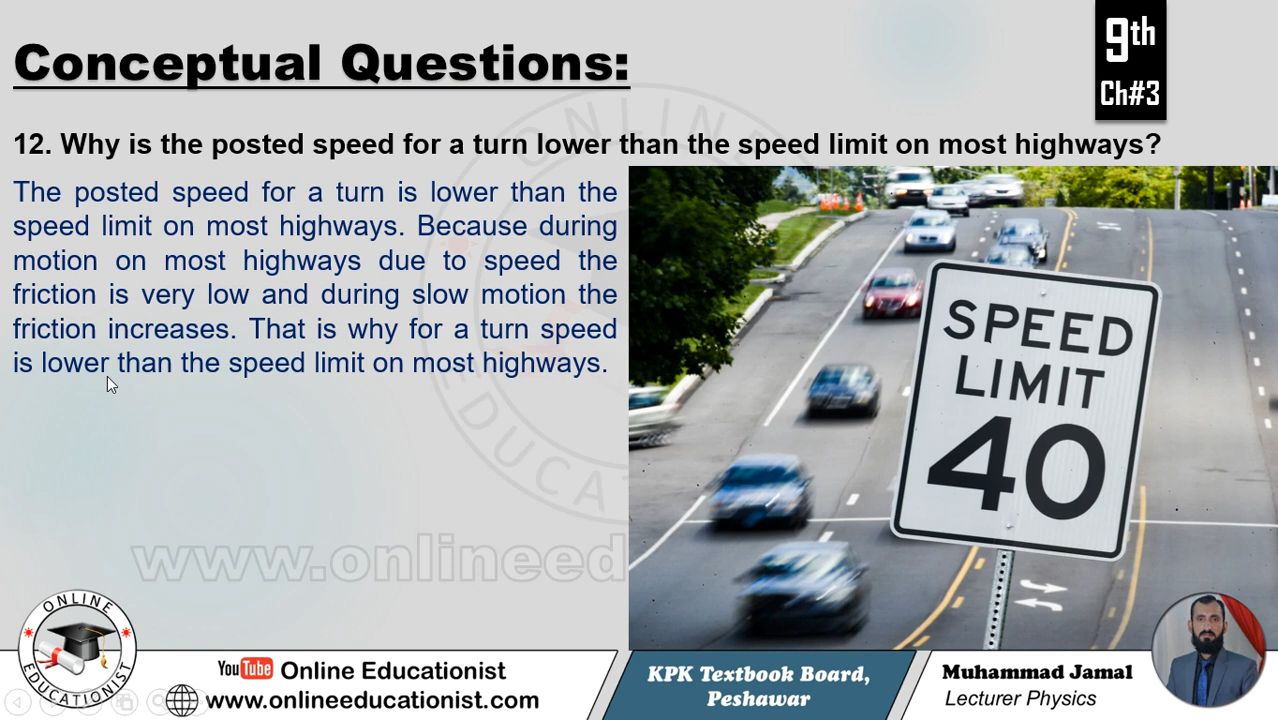 Conceptual Questions:
9th
Ch#3
12. Why is the posted speed for a turn lower than the speed limit on most highways?
The posted speed for a turn is lower than the
speed limit on most highways. Because during
motion on most highways due to speed the
friction is very low and during slow motion the
friction increases. That is why for a turn speed
is lower than the speed limit on most highways.
SPEED
LIMIT
40
www.onlineed
ONLINE
EDUCATIONIST
YouTube Online Educationist
www.onlineeducationist.com
KPK Textbook Board,
Peshawar
Muhammad Jamal
Lecturer Physics